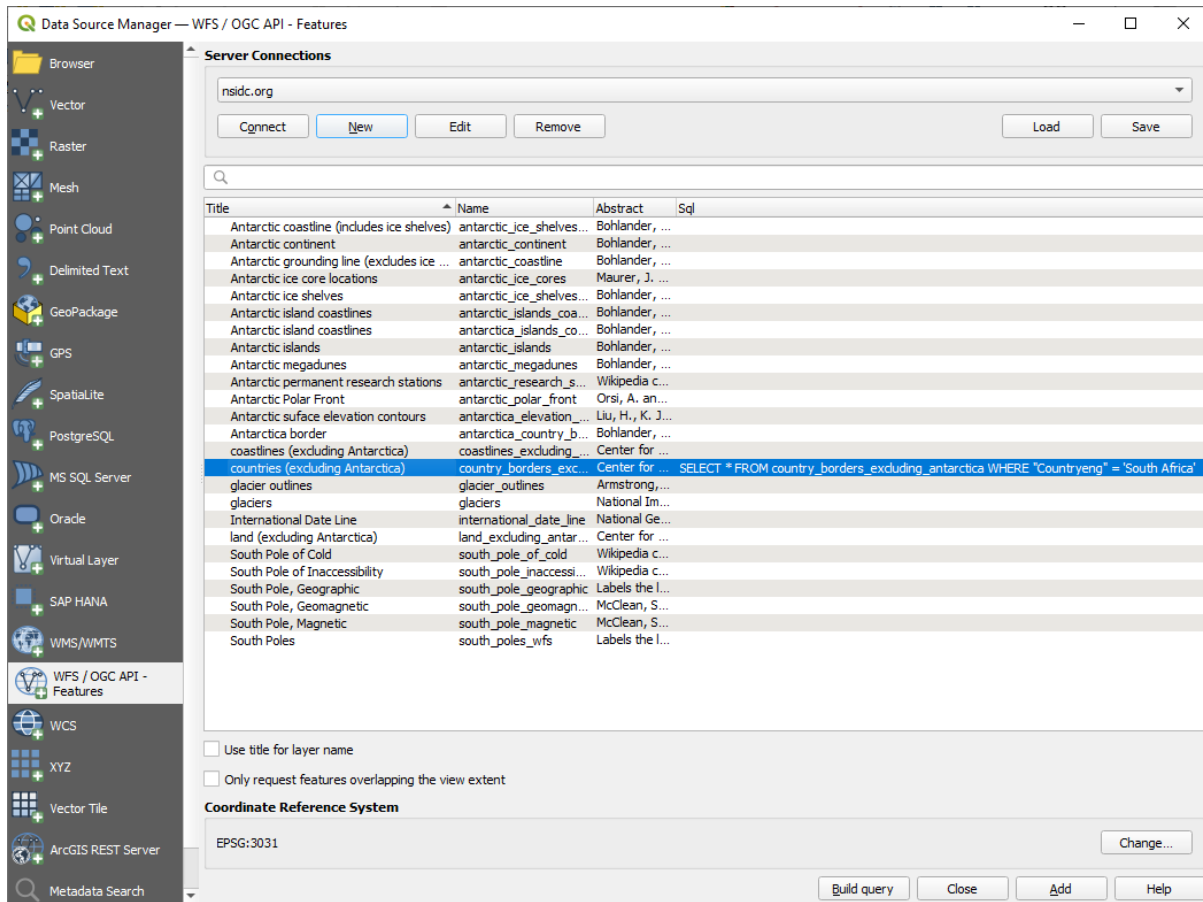 Data Source Manager — WFS / OGC API - Features
Browser
Vector
Raster
Mesh
Point Cloud
Delimited Text
GeoPackage
GPS
SpatiaLite
PostgreSQL
MS SQL Server
Oracle
Virtual Layer
SAP HANA
WMS/WMTS
WFS / OGC API -
Features
WCS
XYZ
Vector Tile
ArcGIS REST Server
Metadata Search
Server Connections
nsidc.org
Connect New Edit Remove Load Save
Title Name Abstract Sql
Antarctic coastline (includes ice shelves) antarctic_ice_shelves... Bohlander, ...
Antarctic continent antarctic_continent Bohlander, ...
Antarctic grounding line (excludes ice ... antarctic_coastline Bohlander, ...
Antarctic ice core locations antarctic_ice_cores Maurer, J. ...
Antarctic ice shelves antarctic_ice_shelves... Bohlander, ...
Antarctic island coastlines antarctic_islands_coa... Bohlander, ...
Antarctic island coastlines antarctica_islands_co... Bohlander, ...
Antarctic islands antarctic_islands Bohlander, ...
Antarctic megadunes antarctic_megadunes Bohlander, ...
Antarctic permanent research stations antarctic_research_s... Wikipedia c...
Antarctic Polar Front antarctic_polar_front Orsi, A. an...
Antarctic suface elevation contours antarctica_elevation_... Liu, H., K. J...
Antarctica border antarctica_country_b... Bohlander, ...
coastlines (excluding Antarctica) coastlines_excluding_... Center for ...
countries (excluding Antarctica) country_borders_exc... Center for ... SELECT * FROM country_borders_excluding_antarctica WHERE "Countryeng" = 'South Africa'
glacier outlines glacier_outlines Armstrong,...
glaciers glaciers National Im...
International Date Line international_date_line National Ge...
land (excluding Antarctica) land_excluding_antar... Center for ...
South Pole of Cold south_pole_of_cold Wikipedia c...
South Pole of Inaccessibility south_pole_inaccessi... Wikipedia c...
South Pole, Geographic south_pole_geographic Labels the l...
South Pole, Geomagnetic south_pole_geomagn... McClean, S...
South Pole, Magnetic south_pole_magnetic McClean, S...
South Poles south_poles_wfs Labels the l...
Use title for layer name
Only request features overlapping the view extent
Coordinate Reference System
EPSG:3031 Change...
Build query Close Add Help